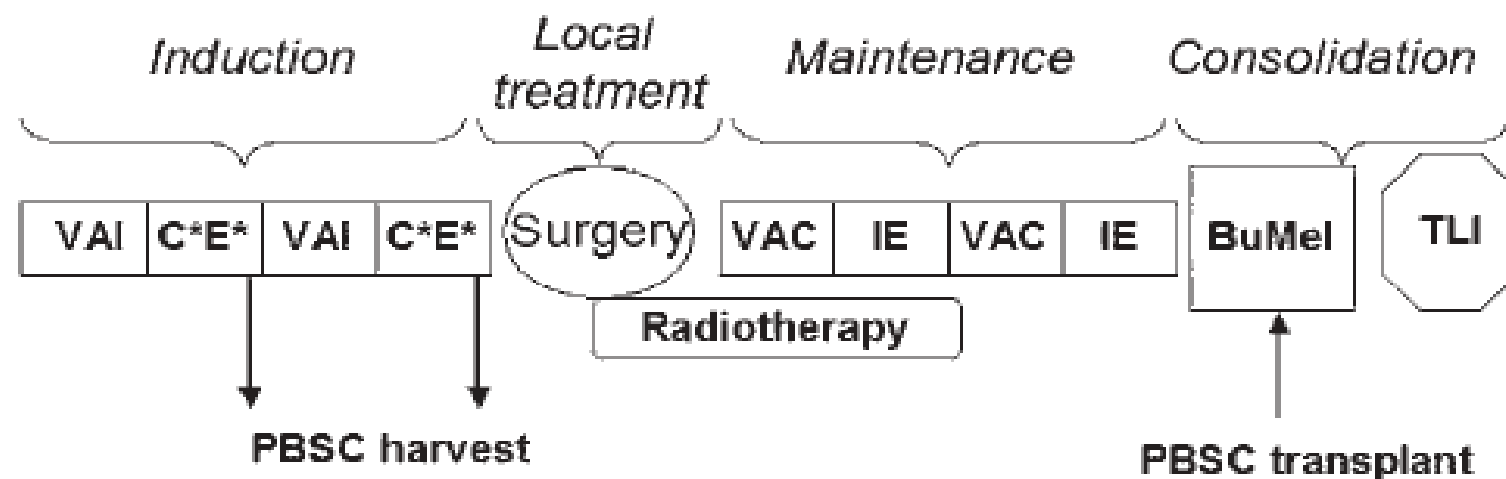 Induction
Local
treatment
Maintenance
Consolidation
VAI C*E* VAI C*E* Surgery VAC IE VAC IE BuMel TLI
Radiotherapy
PBSC harvest
PBSC transplant